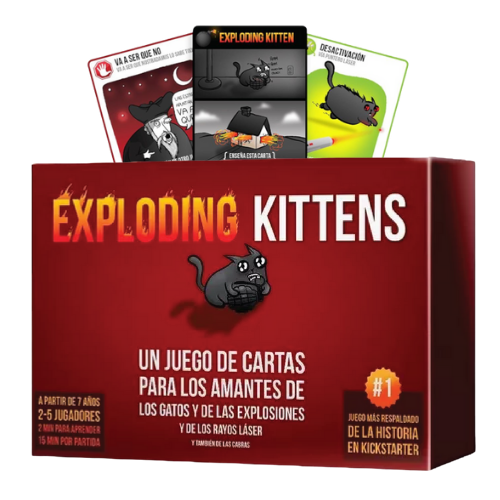 VA A SER QUE NO
EXPLODING KITTEN
ENSEÑA ESTA CARTA
DESACTIVACIÓN
EXPLODING KITTENS
UN JUEGO DE CARTAS
PARA LOS AMANTES DE
LOS GATOS Y DE LAS EXPLOSIONES
Y DE LOS RAYOS LÁSER
Y TAMBIÉN DE LAS CABRAS
A PARTIR DE 7 AÑOS
2-5 JUGADORES
2 MIN PARA APRENDER
15 MIN POR PARTIDA
#1
JUEGO MÁS RESPALDADO
DE LA HISTORIA
EN KICKSTARTER